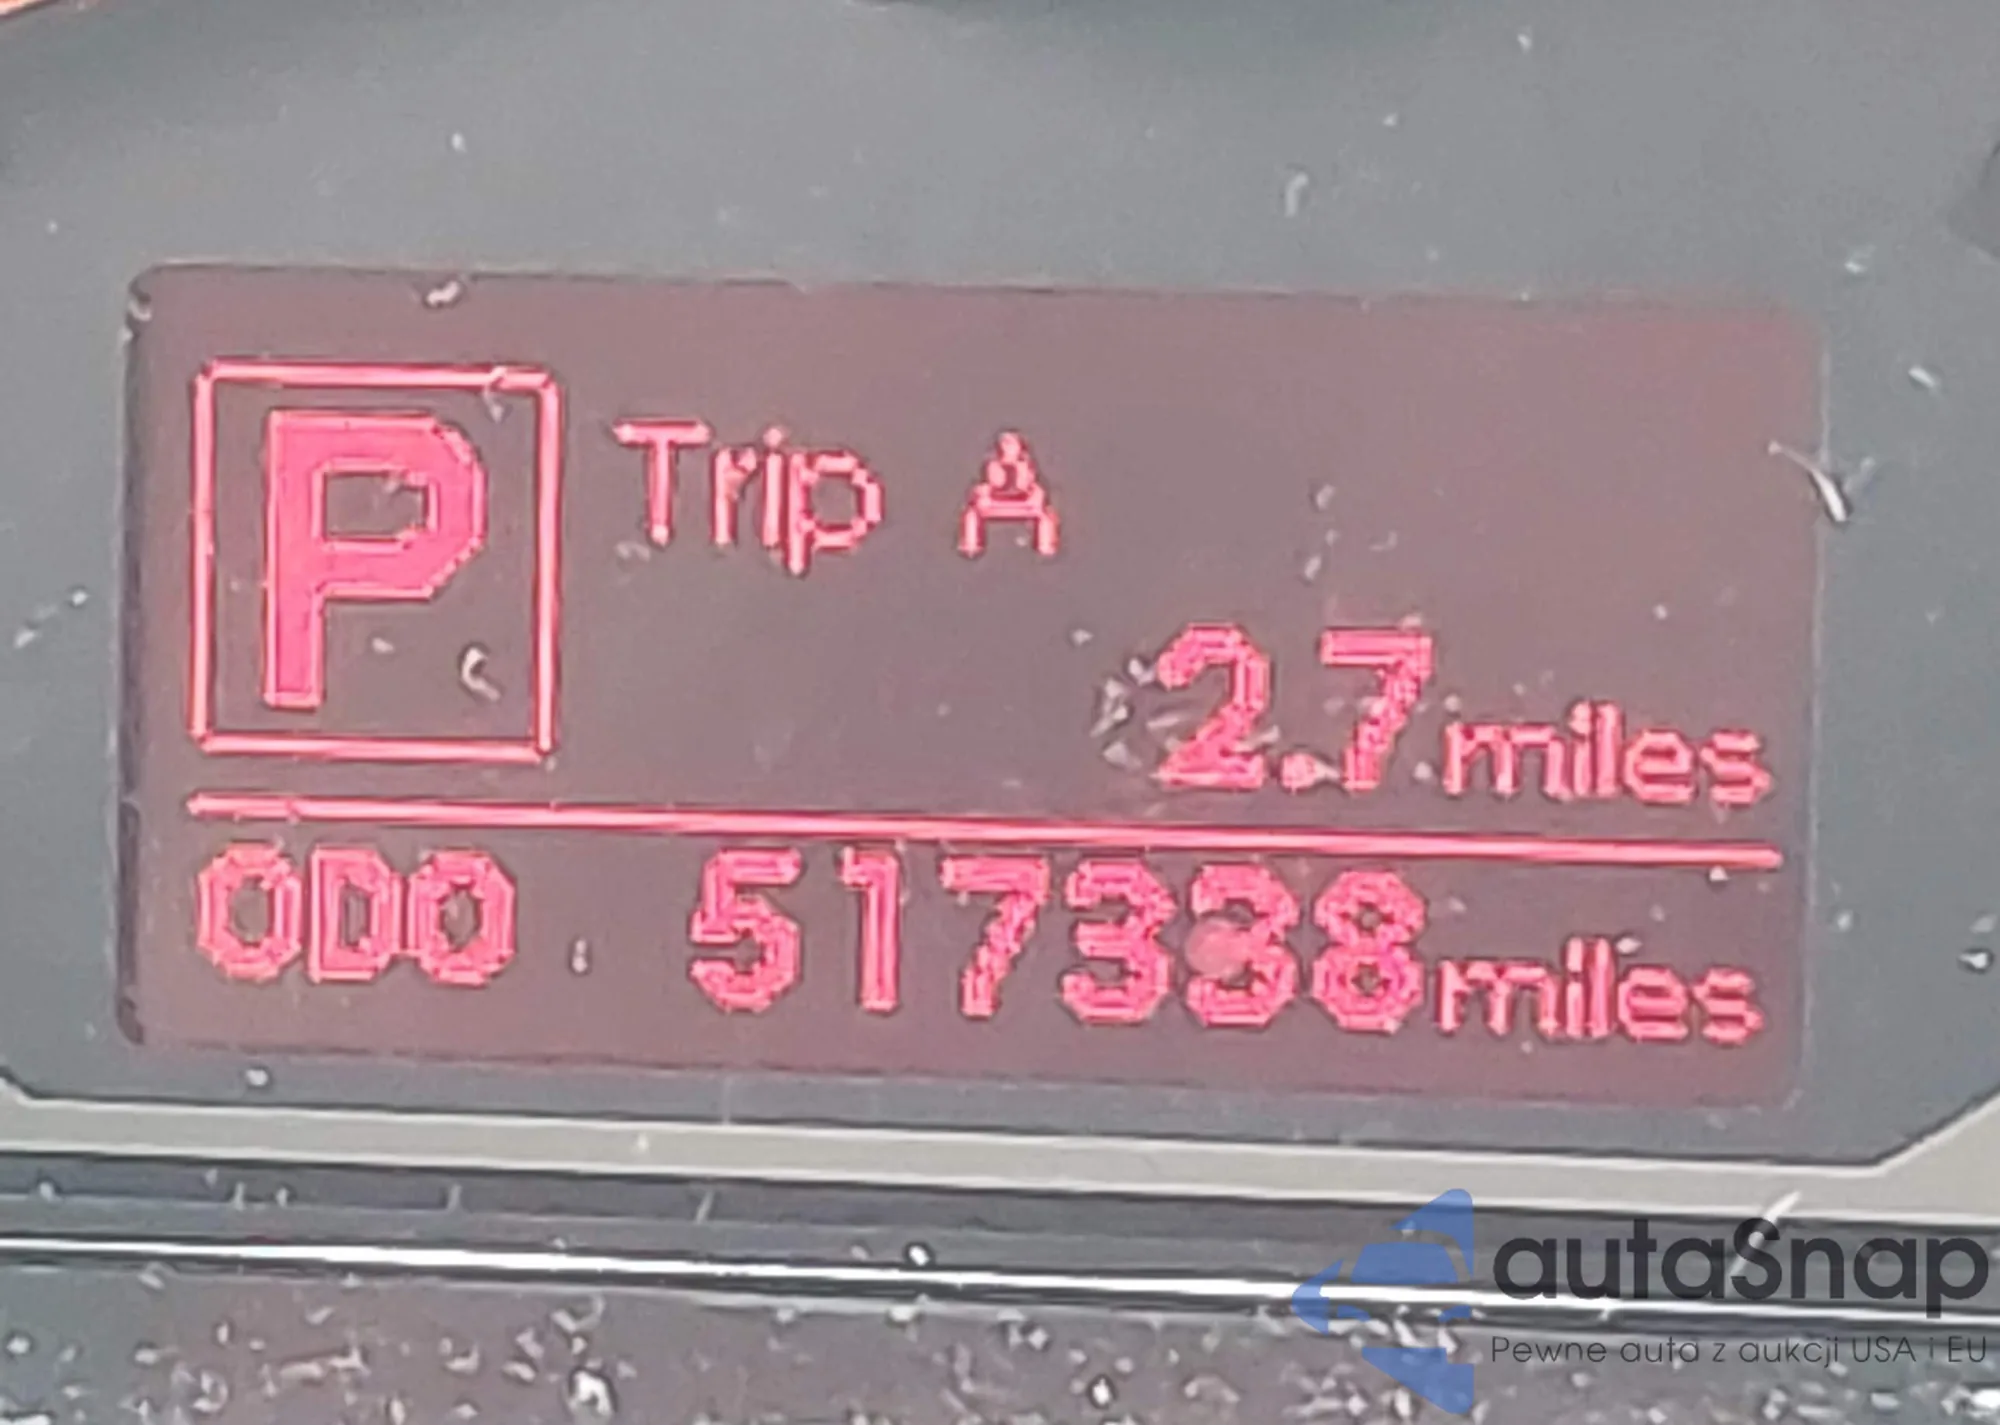 P
Trip A
2.7 miles
ODO 517338 miles
autaSnap
Pewne auta z aukcji USA i EU